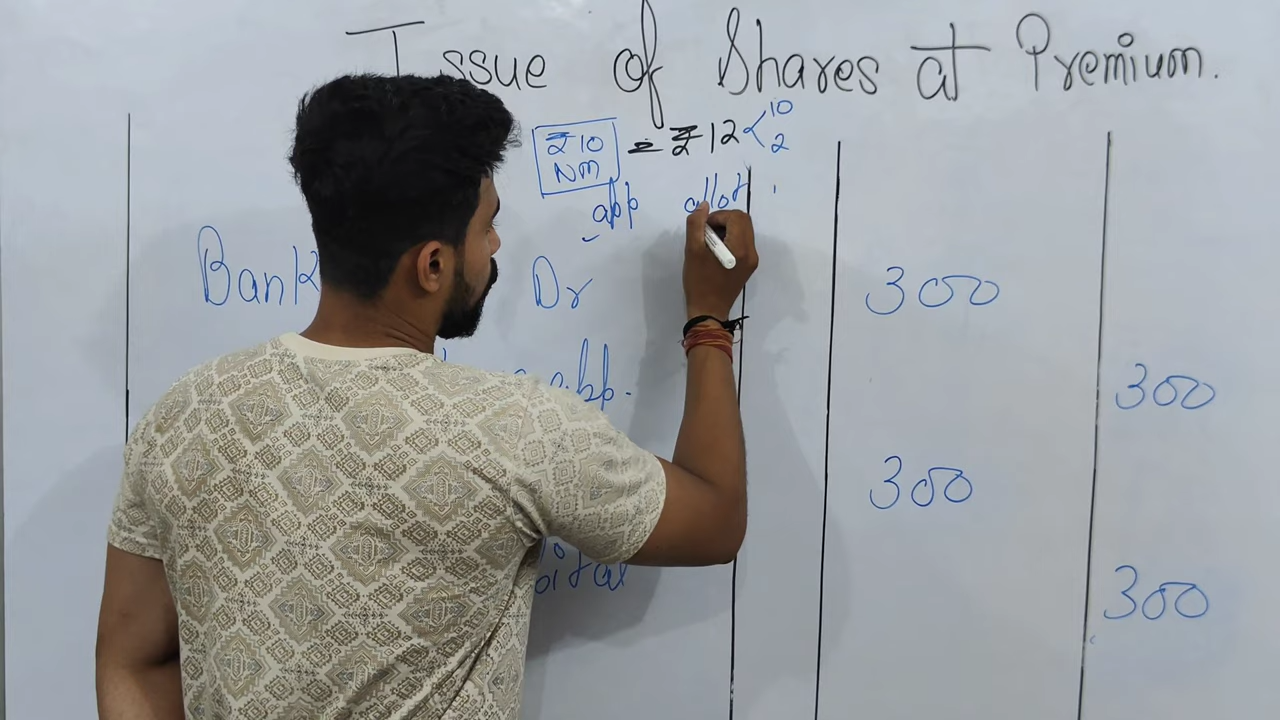 Issue of Shares at Premium.
₹10 = ₹12 < 10
Nm 2
app allot
Bank Dr 300
app. 300
300
300